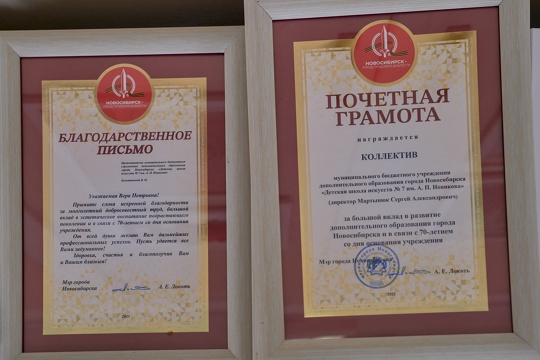 НОВОСИБИРСК -
БЛАГОДАРСТВЕННОЕ
ПИСЬМО
Уважаемая Вера Петровна!
Примите слова искренней благодарности
за многолетний добросовестный труд, большой
вклад в эстетическое воспитание подрастающего
поколения и в связи с 70-летием со дня основания
учреждения.
От всей души желаю Вам дальнейших
профессиональных успехов. Пусть удается все
Вами задуманное!
Здоровья, счастья и благополучия Вам
и Вашим близким!
Мэр города
Новосибирска
А. Е. Локоть
НОВОСИБИРСК -
ПОЧЕТНАЯ
ГРАМОТА
награждается
КОЛЛЕКТИВ
муниципального бюджетного учреждения
дополнительного образования города Новосибирска
«Детская школа искусств № 7 им. А. П. Новикова»
(директор Мартынюк Сергей Александрович)
за большой вклад в развитие
дополнительного образования города
Новосибирска и в связи с 70-летием
со дня основания учреждения
Мэр города
А. Е. Локоть